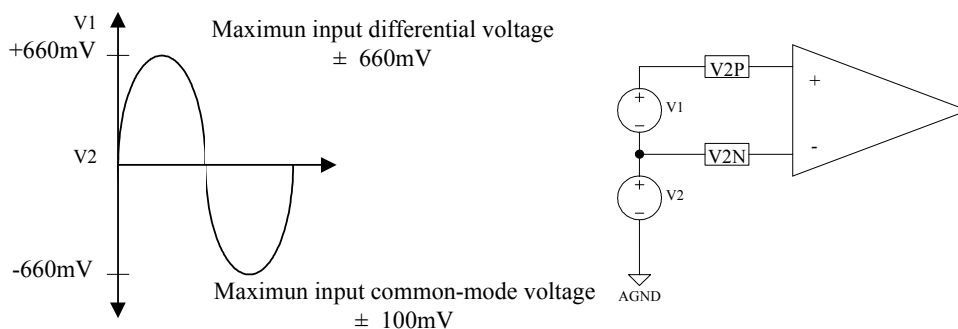 V1
+660mV
V2
-660mV
Maximun input differential voltage
± 660mV
Maximun input common-mode voltage
± 100mV
V2P
+
+
−
V1
V2N
-
+
−
V2
AGND